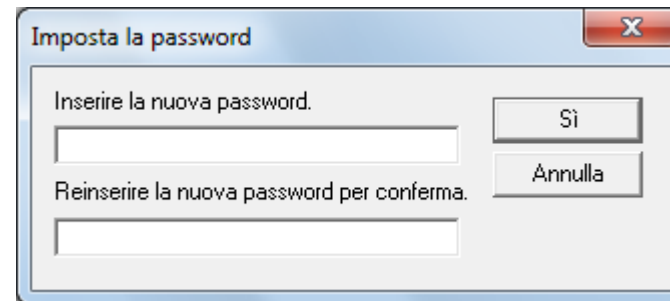 Imposta la password
Inserire la nuova password.
Sì
Annulla
Reinserire la nuova password per conferma.